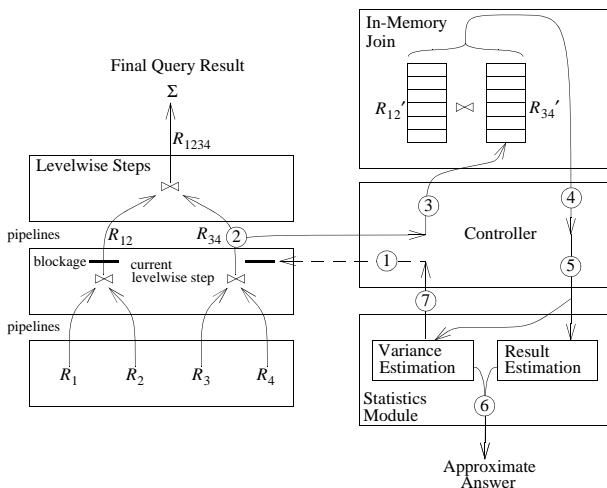 In-Memory
Join
Final Query Result
Σ
R12′
R34′
R1234
Levelwise Steps
3
4
pipelines
R12
R34
2
Controller
blockage
current
levelwise step
1
5
7
pipelines
R1
R2
R3
R4
Variance
Estimation
Result
Estimation
Statistics
Module
6
Approximate
Answer